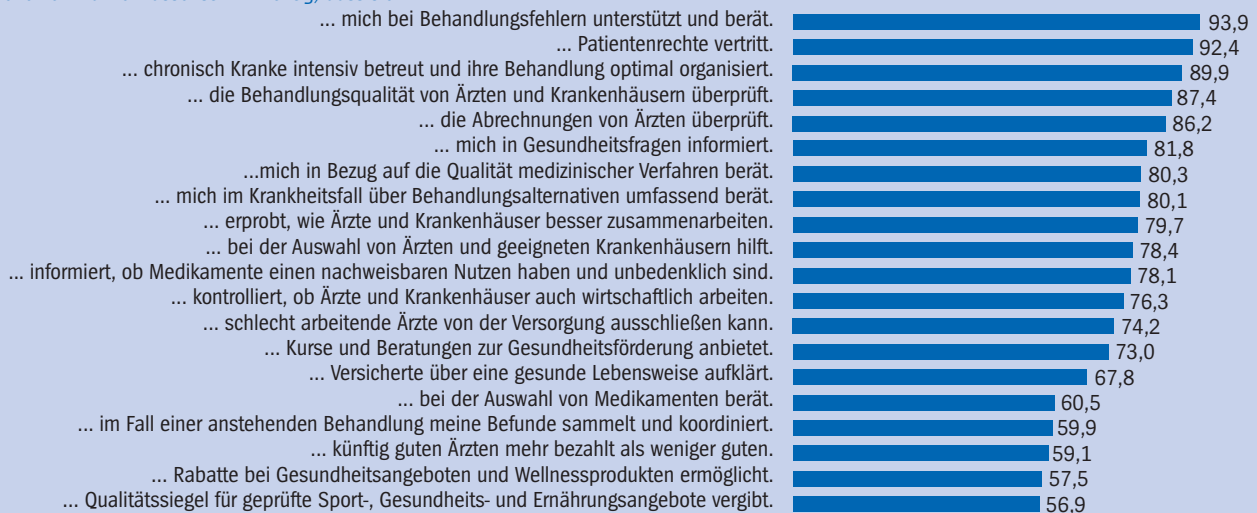 ... mich bei Behandlungsfehlern unterstützt und berät. 93,9
... Patientenrechte vertritt. 92,4
... chronisch Kranke intensiv betreut und ihre Behandlung optimal organisiert. 89,9
... die Behandlungsqualität von Ärzten und Krankenhäusern überprüft. 87,4
... die Abrechnungen von Ärzten überprüft. 86,2
... mich in Gesundheitsfragen informiert. 81,8
...mich in Bezug auf die Qualität medizinischer Verfahren berät. 80,3
... mich im Krankheitsfall über Behandlungsalternativen umfassend berät. 80,1
... erprobt, wie Ärzte und Krankenhäuser besser zusammenarbeiten. 79,7
... bei der Auswahl von Ärzten und geeigneten Krankenhäusern hilft. 78,4
... informiert, ob Medikamente einen nachweisbaren Nutzen haben und unbedenklich sind. 78,1
... kontrolliert, ob Ärzte und Krankenhäuser auch wirtschaftlich arbeiten. 76,3
... schlecht arbeitende Ärzte von der Versorgung ausschließen kann. 74,2
... Kurse und Beratungen zur Gesundheitsförderung anbietet. 73,0
... Versicherte über eine gesunde Lebensweise aufklärt. 67,8
... bei der Auswahl von Medikamenten berät. 60,5
... im Fall einer anstehenden Behandlung meine Befunde sammelt und koordiniert. 59,9
... künftig guten Ärzten mehr bezahlt als weniger guten. 59,1
... Rabatte bei Gesundheitsangeboten und Wellnessprodukten ermöglicht. 57,5
... Qualitätssiegel für geprüfte Sport-, Gesundheits- und Ernährungsangebote vergibt. 56,9